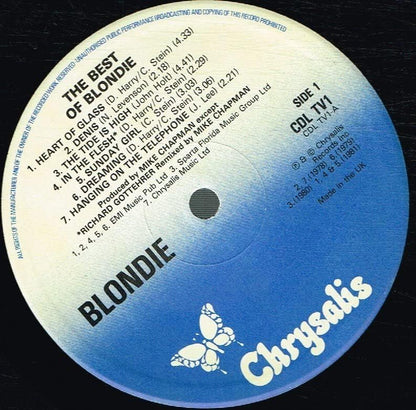 ALL RIGHTS OF THE MANUFACTURER AND OF THE OWNER OF THE RECORDED WORK RESERVED. UNAUTHORISED PUBLIC PERFORMANCE BROADCASTING AND COPYING OF THIS RECORD PROHIBITED
THE BEST
OF BLONDIE
1. HEART OF GLASS (D. Harry/C. Stein) (4.33)
2. DENIS (N. Levenson) (2.18)
3. THE TIDE IS HIGH (John Holt) (4.41)
4. IN THE FLESH (D. Harry/C. Stein) (2.29)
5. SUNDAY GIRL (C. Stein) (3.03)
6. DREAMING (D. Harry/C. Stein) (3.06)
7. HANGING ON THE TELEPHONE (J. Lee) (2.21)
Produced by MIKE CHAPMAN except
*RICHARD GOTTEHRER Remixed by MIKE CHAPMAN
1, 2, 4, 5, 6, EMI Music Pub Ltd 3, Sparta Florida Music Group Ltd
7, Chrysalis Music Ltd
SIDE 1
CDL TV1
CDL TV1-A
℗ & © Chrysalis
Records Inc
Made in the UK
BLONDIE
Chrysalis